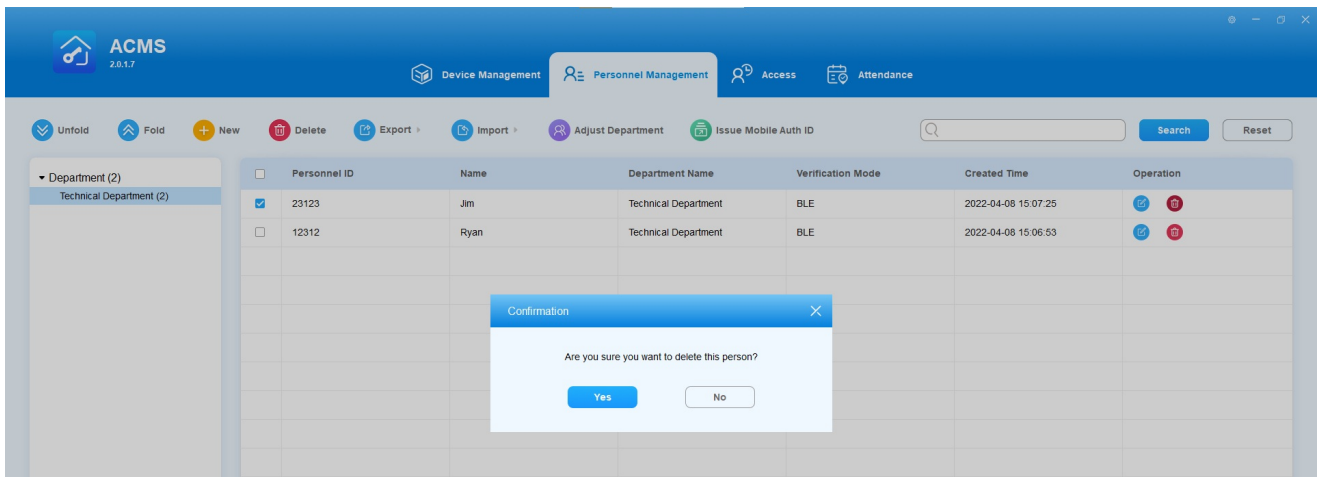 ACMS
2.0.1.7
Device Management Personnel Management Access Attendance
Unfold Fold New Delete Export Import Adjust Department Issue Mobile Auth ID Search Reset
Department (2)
Technical Department (2)
Personnel ID Name Department Name Verification Mode Created Time Operation
23123 Jim Technical Department BLE 2022-04-08 15:07:25
12312 Ryan Technical Department BLE 2022-04-08 15:06:53
Confirmation
Are you sure you want to delete this person?
Yes No